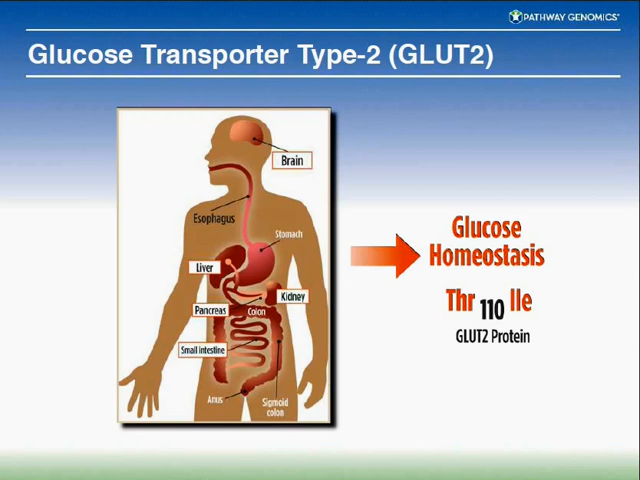 PATHWAY GENOMICS
Glucose Transporter Type-2 (GLUT2)
Brain
Esophagus
Stomach
Liver
Kidney
Pancreas
Colon
Small intestine
Anus
Sigmoid
colon
Glucose
Homeostasis
Thr 110 Ile
GLUT2 Protein